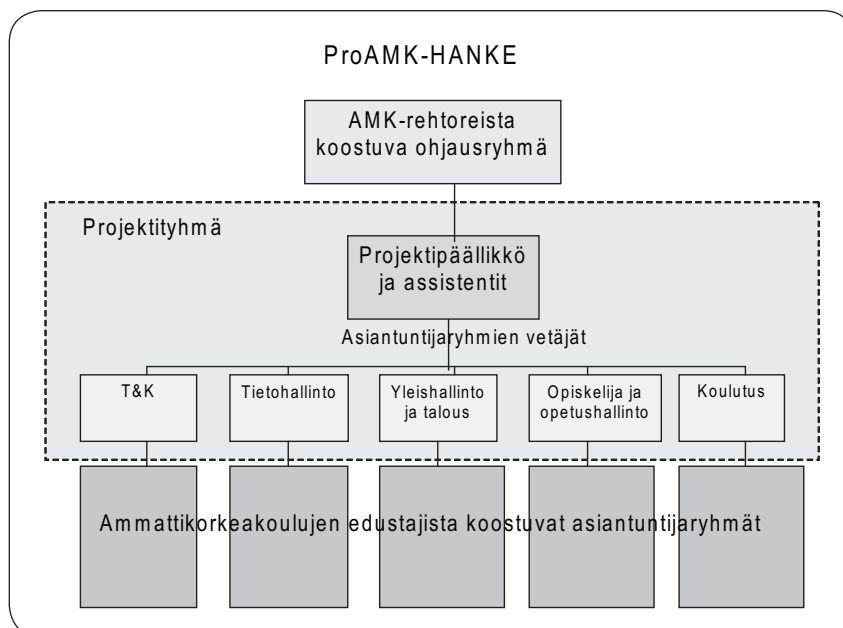 ProAMK-HANKE
AMK-rehtoreista
koostuva ohjausryhmä
Projektityhmä
Projektipäällikkö
ja assistentit
Asiantuntijaryhmien vetäjät
T&K
Tietohallinto
Yleishallinto
ja talous
Opiskelija ja
opetushallinto
Koulutus
Ammattikorkeakoulujen edustajista koostuvat asiantuntijaryhmät